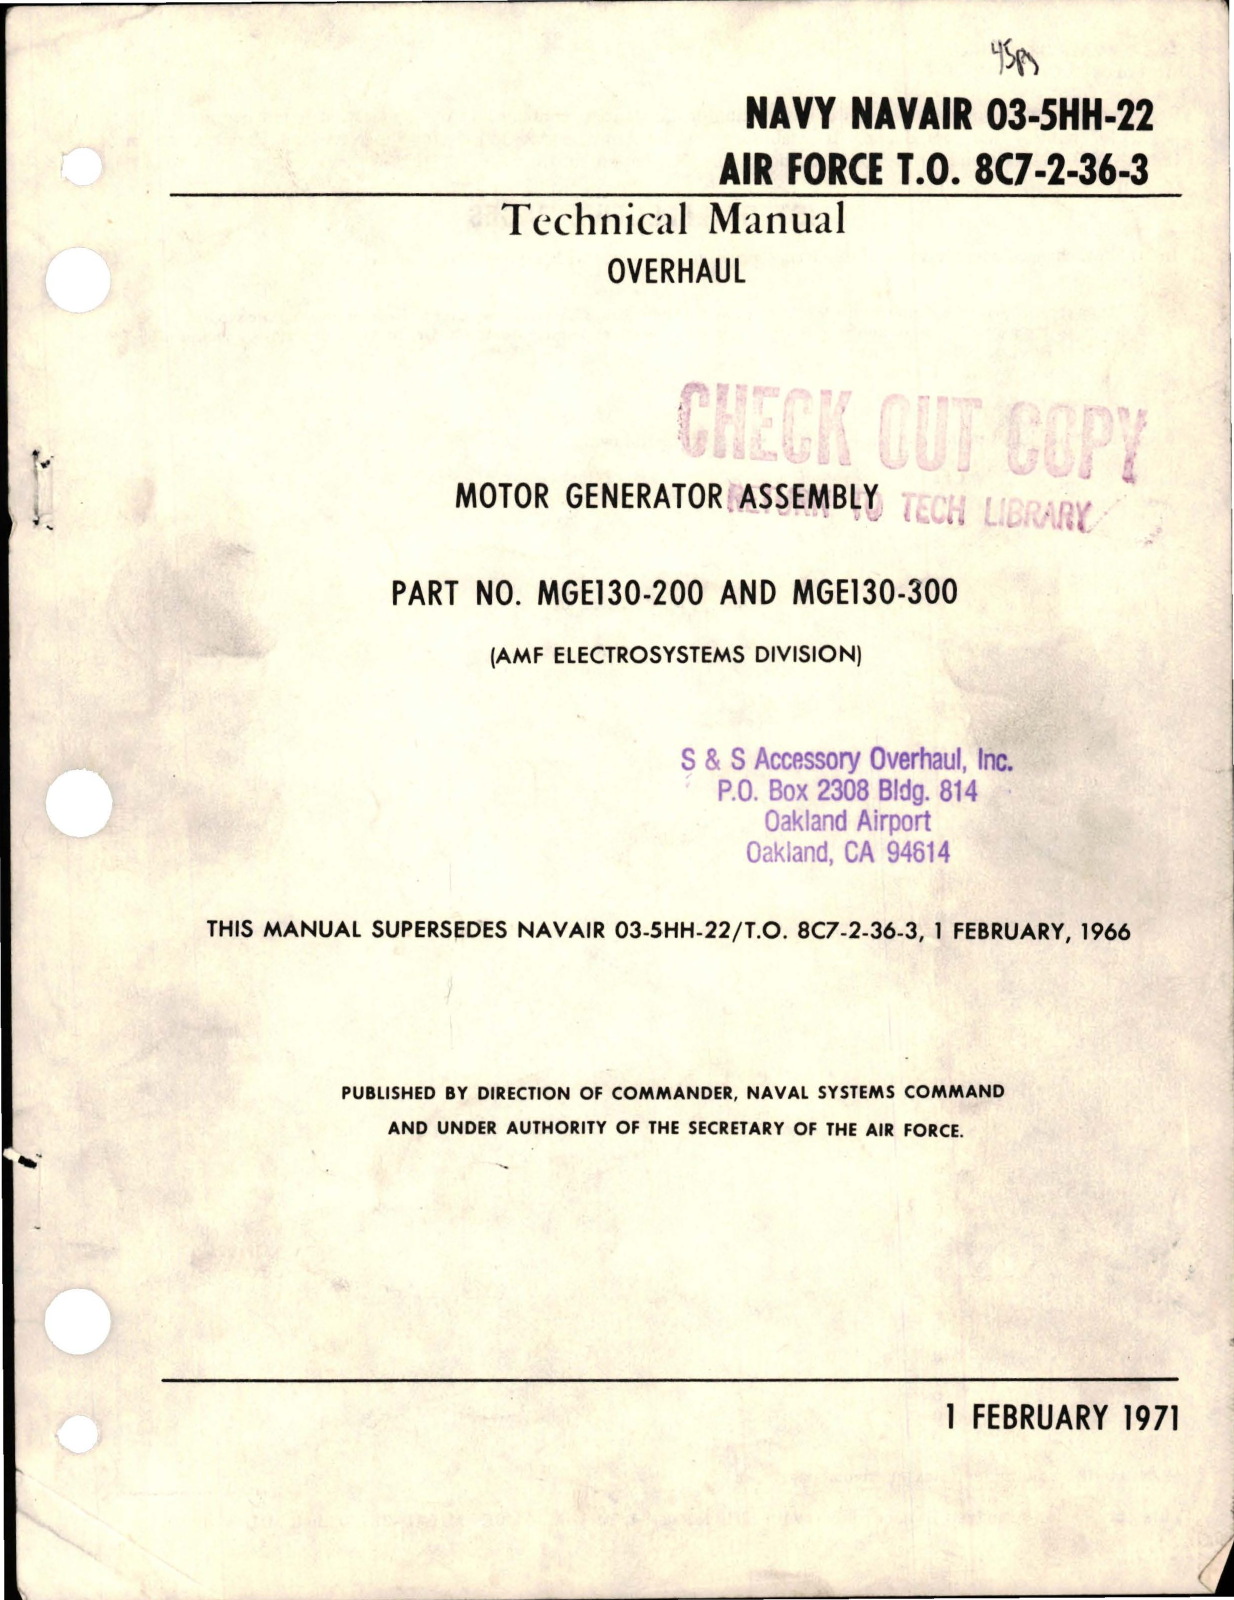 45pg
NAVY NAVAIR 03-5HH-22
AIR FORCE T.O. 8C7-2-36-3
Technical Manual
OVERHAUL
CHECK OUT COPY
RETURN TO TECH LIBRARY
MOTOR GENERATOR ASSEMBLY
PART NO. MGE130-200 AND MGE130-300
(AMF ELECTROSYSTEMS DIVISION)
S & S Accessory Overhaul, Inc.
P.O. Box 2308 Bldg. 814
Oakland Airport
Oakland, CA 94614
THIS MANUAL SUPERSEDES NAVAIR 03-5HH-22/T.O. 8C7-2-36-3, 1 FEBRUARY, 1966
PUBLISHED BY DIRECTION OF COMMANDER, NAVAL SYSTEMS COMMAND
AND UNDER AUTHORITY OF THE SECRETARY OF THE AIR FORCE.
1 FEBRUARY 1971